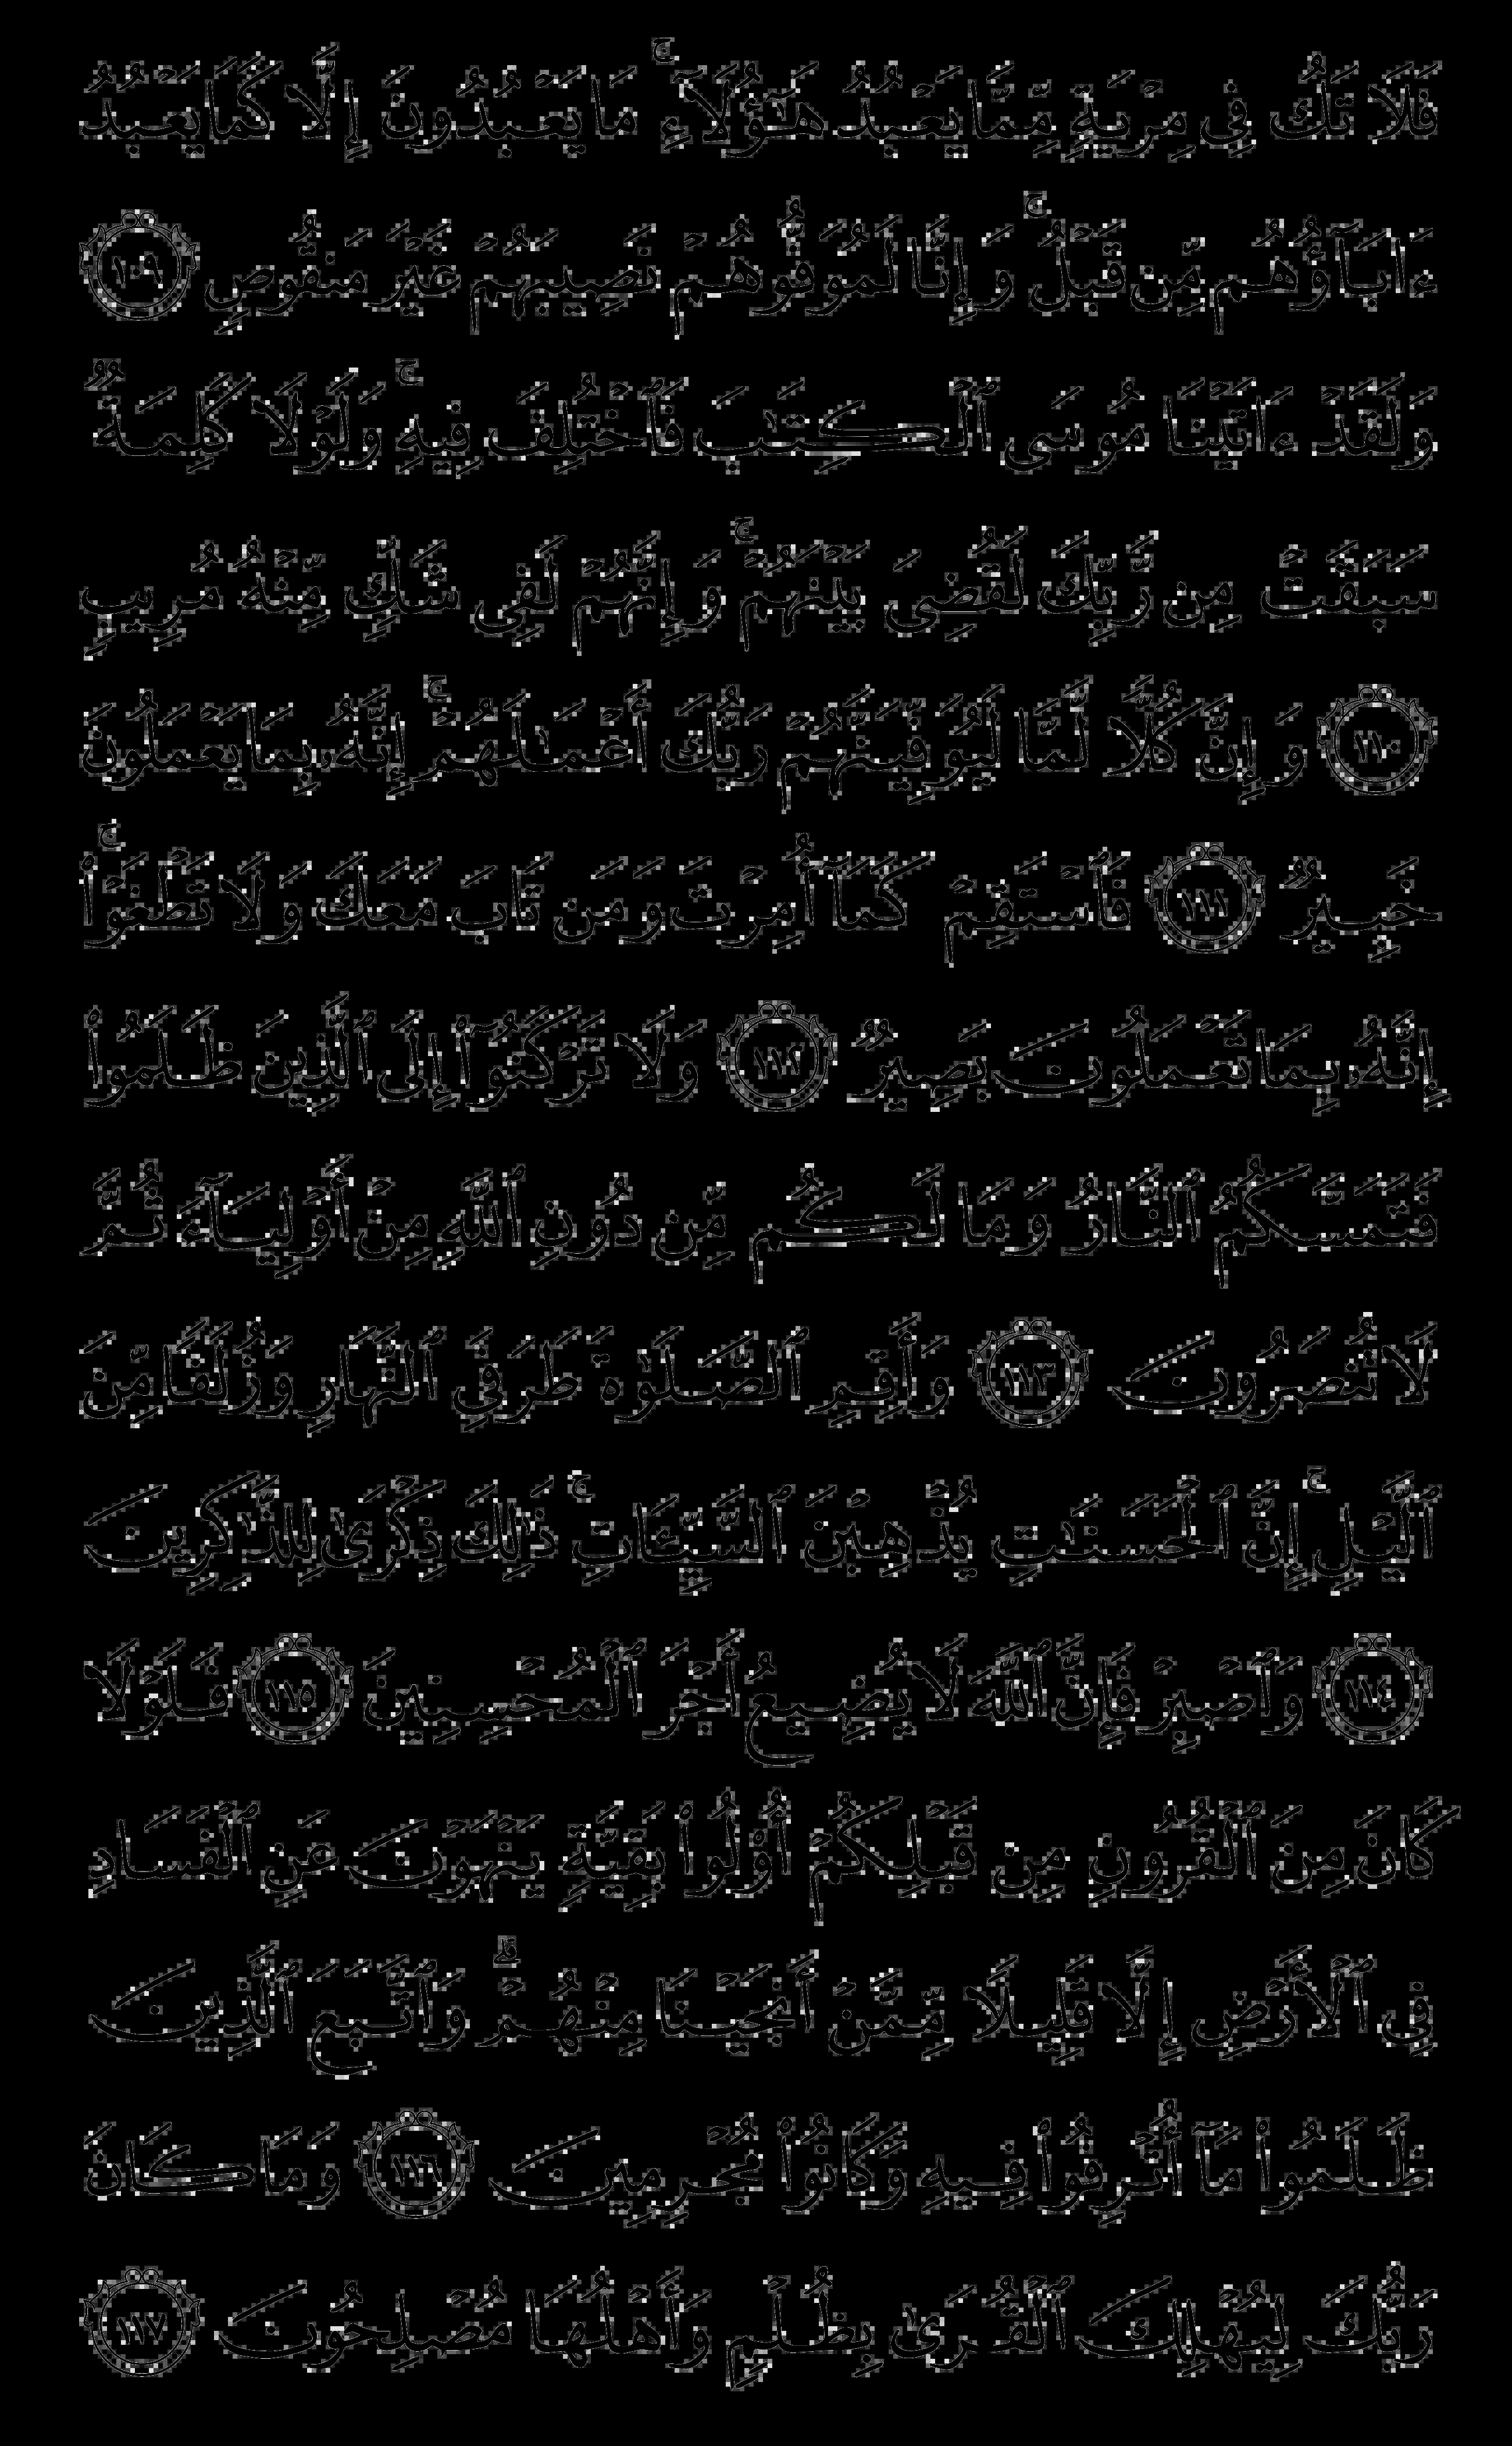 فَلَا تَكُ فِى مِرْيَةٍ مِّمَّا يَعْبُدُ هَٰٓؤُلَآءِ ۚ مَا يَعْبُدُونَ إِلَّا كَمَا يَعْبُدُ
ءَابَآؤُهُم مِّن قَبْلُ ۚ وَإِنَّا لَمُوَفُّوهُمْ نَصِيبَهُمْ غَيْرَ مَنقُوصٍ ١٠٩
وَلَقَدْ ءَاتَيْنَا مُوسَى ٱلْكِتَٰبَ فَٱخْتُلِفَ فِيهِ ۚ وَلَوْلَا كَلِمَةٌ
سَبَقَتْ مِن رَّبِّكَ لَقُضِىَ بَيْنَهُمْ ۚ وَإِنَّهُمْ لَفِى شَكٍّ مِّنْهُ مُرِيبٍ
١١٠ وَإِنَّ كُلًّا لَّمَّا لَيُوَفِّيَنَّهُمْ رَبُّكَ أَعْمَٰلَهُمْ ۚ إِنَّهُۥ بِمَا يَعْمَلُونَ
خَبِيرٌ ١١١ فَٱسْتَقِمْ كَمَآ أُمِرْتَ وَمَن تَابَ مَعَكَ وَلَا تَطْغَوْا۟ ۚ
إِنَّهُۥ بِمَا تَعْمَلُونَ بَصِيرٌ ١١٢ وَلَا تَرْكَنُوٓا۟ إِلَى ٱلَّذِينَ ظَلَمُوا۟
فَتَمَسَّكُمُ ٱلنَّارُ وَمَا لَكُم مِّن دُونِ ٱللَّهِ مِنْ أَوْلِيَآءَ ثُمَّ
لَا تُنصَرُونَ ١١٣ وَأَقِمِ ٱلصَّلَوٰةَ طَرَفَىِ ٱلنَّهَارِ وَزُلَفًا مِّنَ
ٱلَّيْلِ ۚ إِنَّ ٱلْحَسَنَٰتِ يُذْهِبْنَ ٱلسَّيِّـَٔاتِ ۚ ذَٰلِكَ ذِكْرَىٰ لِلذَّٰكِرِينَ
١١٤ وَٱصْبِرْ فَإِنَّ ٱللَّهَ لَا يُضِيعُ أَجْرَ ٱلْمُحْسِنِينَ ١١٥ فَلَوْلَا
كَانَ مِنَ ٱلْقُرُونِ مِن قَبْلِكُمْ أُو۟لُوا۟ بَقِيَّةٍ يَنْهَوْنَ عَنِ ٱلْفَسَادِ
فِى ٱلْأَرْضِ إِلَّا قَلِيلًا مِّمَّنْ أَنجَيْنَا مِنْهُمْ ۗ وَٱتَّبَعَ ٱلَّذِينَ
ظَلَمُوا۟ مَآ أُتْرِفُوا۟ فِيهِ وَكَانُوا۟ مُجْرِمِينَ ١١٦ وَمَا كَانَ
رَبُّكَ لِيُهْلِكَ ٱلْقُرَىٰ بِظُلْمٍ وَأَهْلُهَا مُصْلِحُونَ ١١٧